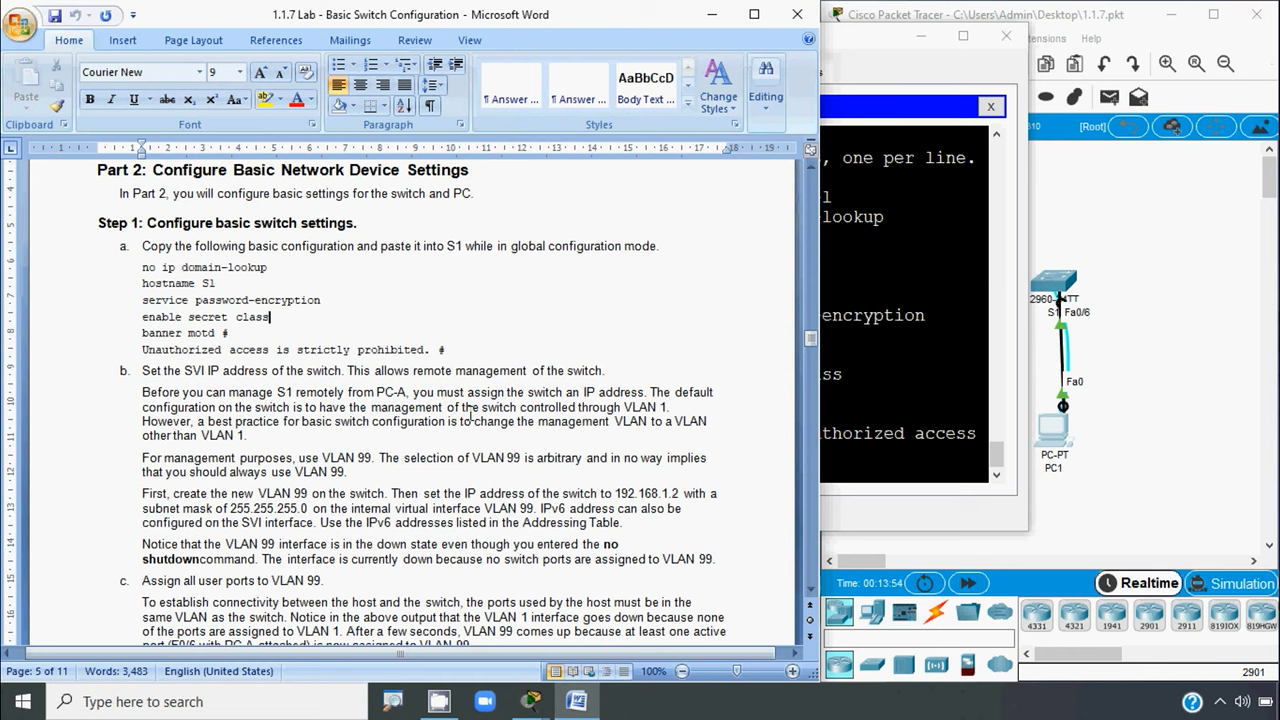 1.1.7 Lab - Basic Switch Configuration - Microsoft Word
Cisco Packet Tracer - C:\Users\Admin\Desktop\1.1.7.pkt
Home
Insert
Page Layout
References
Mailings
Review
View
Extensions
Help
Paste
Courier New
9
B I U abe x₂ x² Aa A
¶ Answer ...
¶ Answer ...
AaBbCcD
Body Text ...
Change
Styles
Editing
Clipboard
Font
Paragraph
Styles
[Root]
x
Part 2: Configure Basic Network Device Settings
In Part 2, you will configure basic settings for the switch and PC.
Step 1: Configure basic switch settings.
a. Copy the following basic configuration and paste it into S1 while in global configuration mode.
no ip domain-lookup
hostname S1
service password-encryption
enable secret class
banner motd #
Unauthorized access is strictly prohibited. #
b. Set the SVI IP address of the switch. This allows remote management of the switch.
Before you can manage S1 remotely from PC-A, you must assign the switch an IP address. The default
configuration on the switch is to have the management of the switch controlled through VLAN 1.
However, a best practice for basic switch configuration is to change the management VLAN to a VLAN
other than VLAN 1.
For management purposes, use VLAN 99. The selection of VLAN 99 is arbitrary and in no way implies
that you should always use VLAN 99.
First, create the new VLAN 99 on the switch. Then set the IP address of the switch to 192.168.1.2 with a
subnet mask of 255.255.255.0 on the internal virtual interface VLAN 99. IPv6 address can also be
configured on the SVI interface. Use the IPv6 addresses listed in the Addressing Table.
Notice that the VLAN 99 interface is in the down state even though you entered the no
shutdowncommand. The interface is currently down because no switch ports are assigned to VLAN 99.
c. Assign all user ports to VLAN 99.
To establish connectivity between the host and the switch, the ports used by the host must be in the
same VLAN as the switch. Notice in the above output that the VLAN 1 interface goes down because none
of the ports are assigned to VLAN 1. After a few seconds, VLAN 99 comes up because at least one active
port (F0/6 with PC-A attached) is now assigned to VLAN 99.
, one per line.
lookup
encryption
ss
uthorized access
S1 Fa0/6
Fa0
PC-PT
PC1
Time: 00:13:54
Realtime
Simulation
4331
4321
1941
2901
2911
819IOX
819HGW
2901
Page: 5 of 11
Words: 3,483
English (United States)
100%
Type here to search